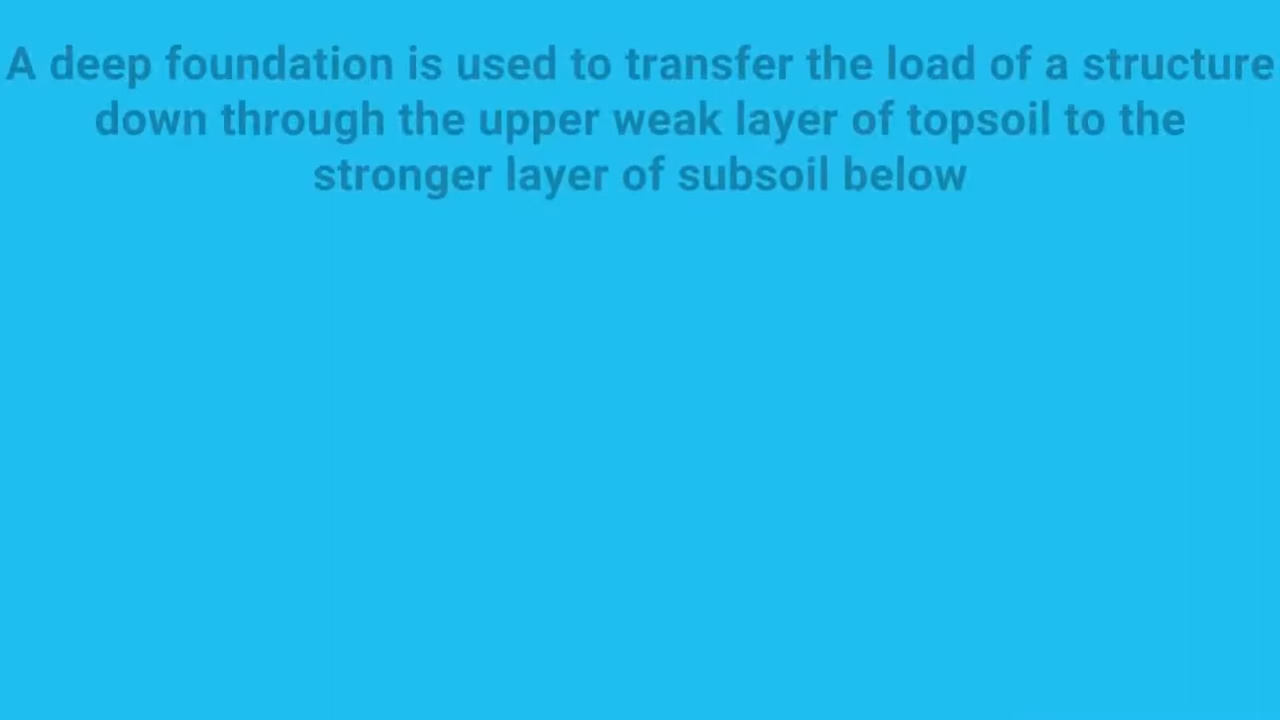 A deep foundation is used to transfer the load of a structure
down through the upper weak layer of topsoil to the
stronger layer of subsoil below